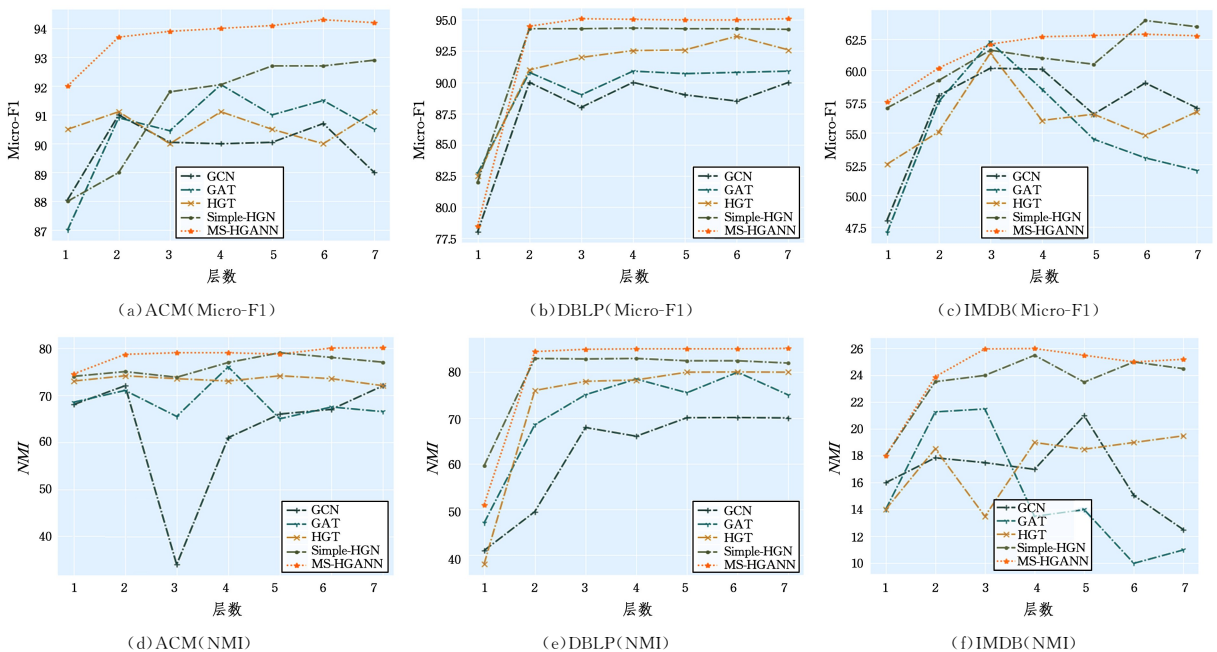 Micro-F1
94
93
92
91
90
89
88
87
1 2 3 4 5 6 7
层数
GCN
GAT
HGT
Simple-HGN
MS-HGANN
(a)ACM(Micro-F1)
Micro-F1
95.0
92.5
90.0
87.5
85.0
82.5
80.0
77.5
1 2 3 4 5 6 7
层数
GCN
GAT
HGT
Simple-HGN
MS-HGANN
(b)DBLP(Micro-F1)
Micro-F1
62.5
60.0
57.5
55.0
52.5
50.0
47.5
1 2 3 4 5 6 7
层数
GCN
GAT
HGT
Simple-HGN
MS-HGANN
(c)IMDB(Micro-F1)
NMI
80
70
60
50
40
1 2 3 4 5 6 7
层数
GCN
GAT
HGT
Simple-HGN
MS-HGANN
(d)ACM(NMI)
NMI
80
70
60
50
40
1 2 3 4 5 6 7
层数
GCN
GAT
HGT
Simple-HGN
MS-HGANN
(e)DBLP(NMI)
NMI
26
24
22
20
18
16
14
12
10
1 2 3 4 5 6 7
层数
GCN
GAT
HGT
Simple-HGN
MS-HGANN
(f)IMDB(NMI)